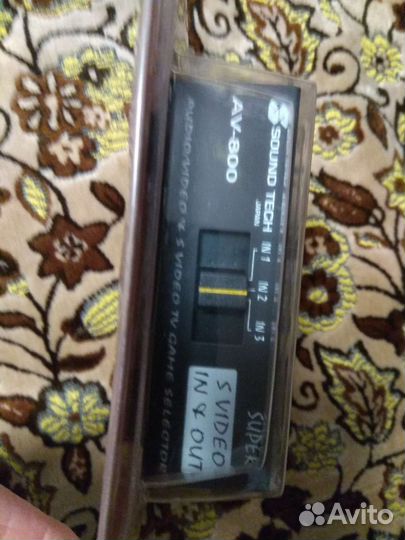 SOUND TECH
JAPAN
AV-800
IN 1
IN 2
IN 3
AUDIO/VIDEO & S VIDEO TV GAME SELECTOR
SUPER
S VIDEO
IN & OUT
Avito